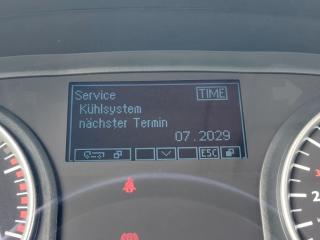 Service TIME
Kühlsystem
nächster Termin
07.2029
ESC